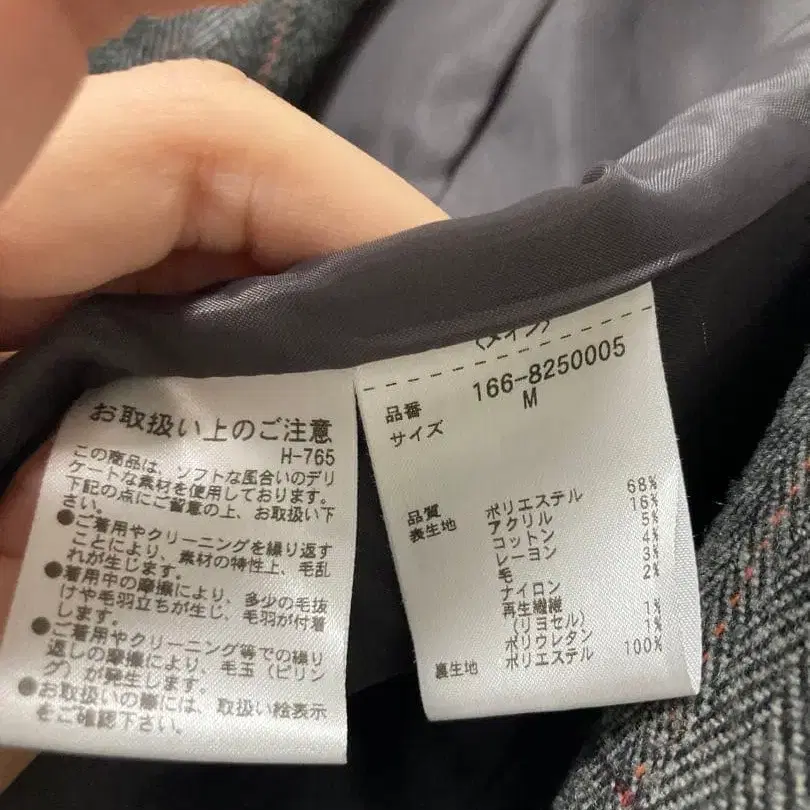 お取扱い上のご注意
H-765
この商品は、ソフトな風合いのデリ
ケートな素材を使用しております。
下記の点にご留意の上、お取扱い下
さい。
●ご着用やクリーニングを繰り返す
ことにより、素材の特性上、毛乱
れが生じます。
●着用中の摩擦により、多少の毛抜
けや毛羽立ちが生じ、毛羽が付着
します。
●ご着用やクリーニング等での繰り
返しの摩擦により、毛玉（ピリン
グ）が発生します。
●お取扱いの際には、取扱い絵表示
をご確認下さい。
(メイン)
品番 166-8250005
サイズ M
品質
表生地 ポリエステル 68%
アクリル 16%
コットン 5%
レーヨン 4%
毛 3%
ナイロン 2%
再生繊維
(リヨセル) 1%
ポリウレタン 1%
裏生地 ポリエステル 100%